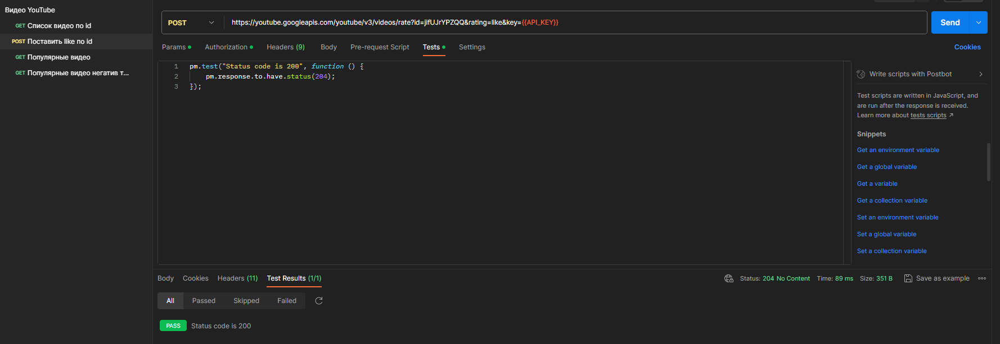 Видео YouTube
GET Список видео по id
POST Поставить like по id
GET Популярные видео
GET Популярные видео негатив т...
POST https://youtube.googleapis.com/youtube/v3/videos/rate?id=jifUJrYPZQQ&rating=like&key={{API_KEY}} Send
Params Authorization Headers (9) Body Pre-request Script Tests Settings Cookies
1 pm.test("Status code is 200", function () {
2 pm.response.to.have.status(204);
3 });
Write scripts with Postbot
Test scripts are written in JavaScript, and
are run after the response is received.
Learn more about tests scripts ↗
Snippets
Get an environment variable
Get a global variable
Get a variable
Get a collection variable
Set an environment variable
Set a global variable
Set a collection variable
Body Cookies Headers (11) Test Results (1/1) Status: 204 No Content Time: 89 ms Size: 351 B Save as example
All Passed Skipped Failed
PASS Status code is 200